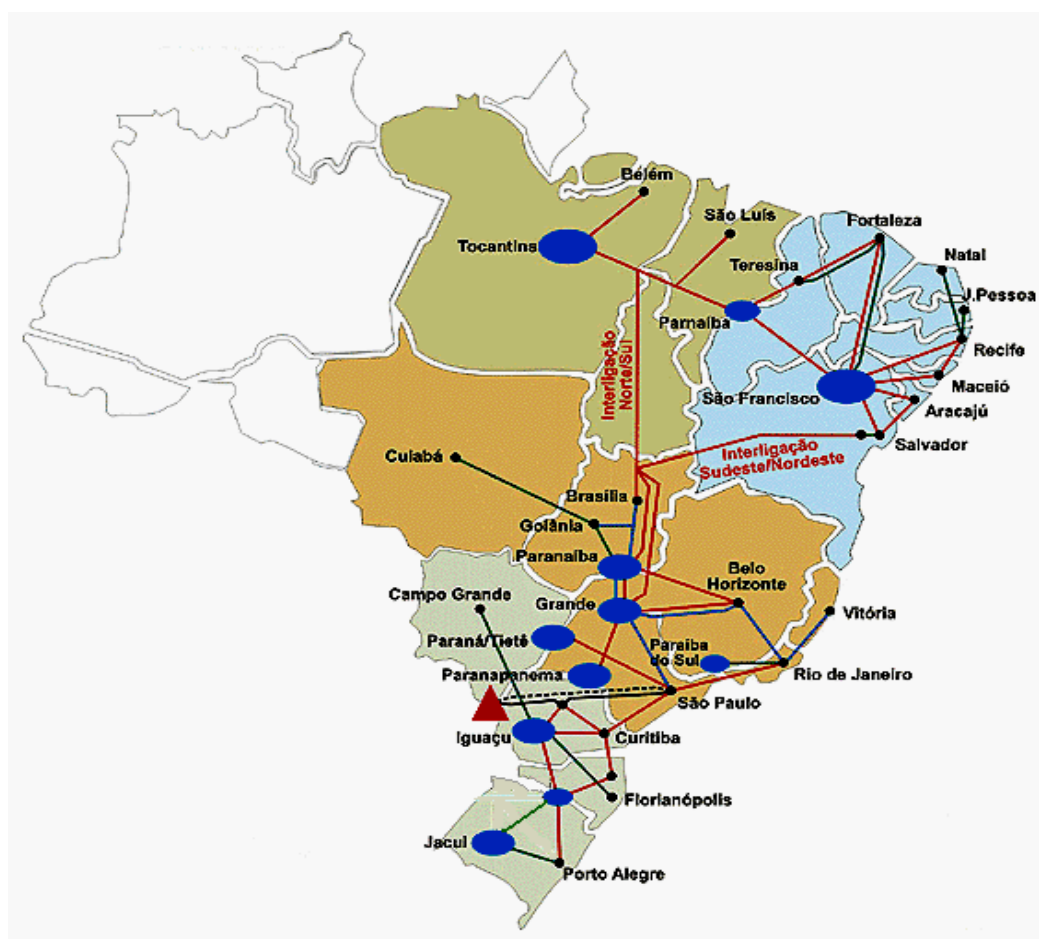 Belém
São Luís
Fortaleza
Tocantins
Teresina
Natal
J.Pessoa
Parnaíba
Recife
Interligação
Norte/Sul
São Francisco
Maceió
Aracajú
Salvador
Interligação
Sudeste/Nordeste
Cuiabá
Brasília
Goiânia
Paranaíba
Belo
Horizonte
Campo Grande
Grande
Vitória
Paraná/Tietê
Paraíba
do Sul
Paranapanema
Rio de Janeiro
São Paulo
Iguaçu
Curitiba
Florianópolis
Jacuí
Porto Alegre